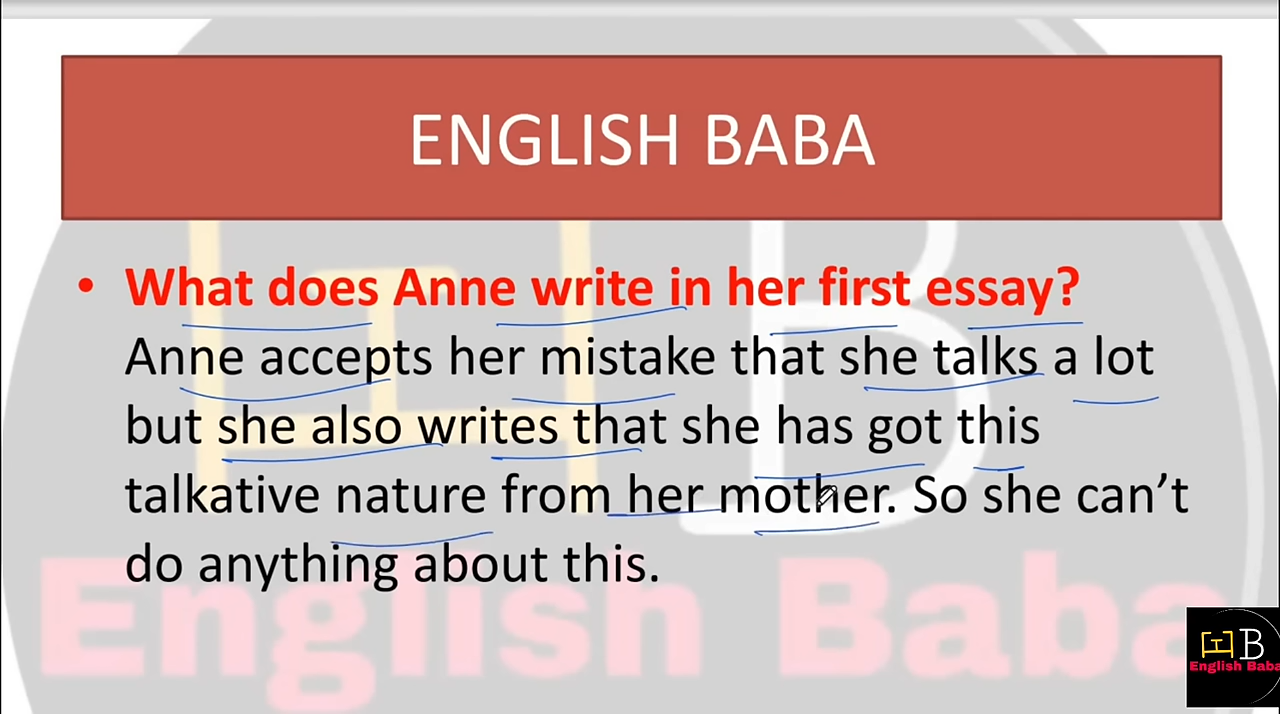 ENGLISH BABA
• What does Anne write in her first essay?
Anne accepts her mistake that she talks a lot
but she also writes that she has got this
talkative nature from her mother. So she can’t
do anything about this.
English Baba
EB
English Baba